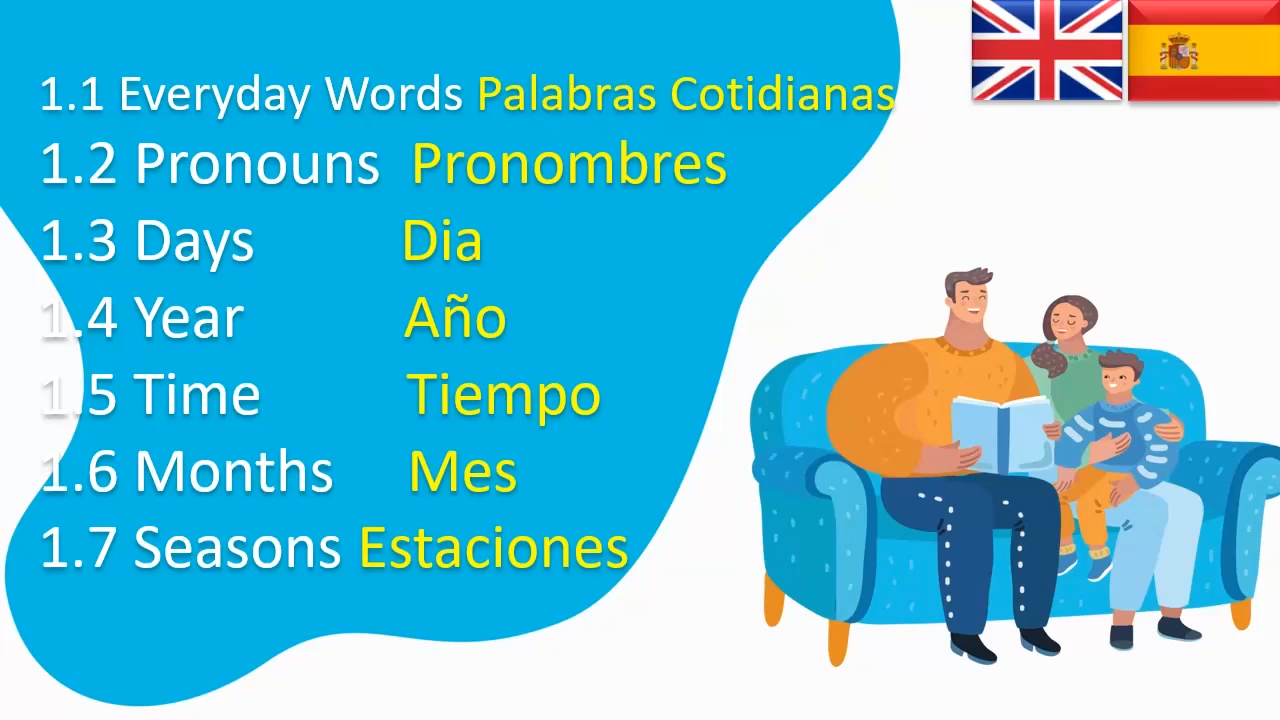 1.1 Everyday Words Palabras Cotidianas
1.2 Pronouns Pronombres
1.3 Days Dia
1.4 Year Año
1.5 Time Tiempo
1.6 Months Mes
1.7 Seasons Estaciones